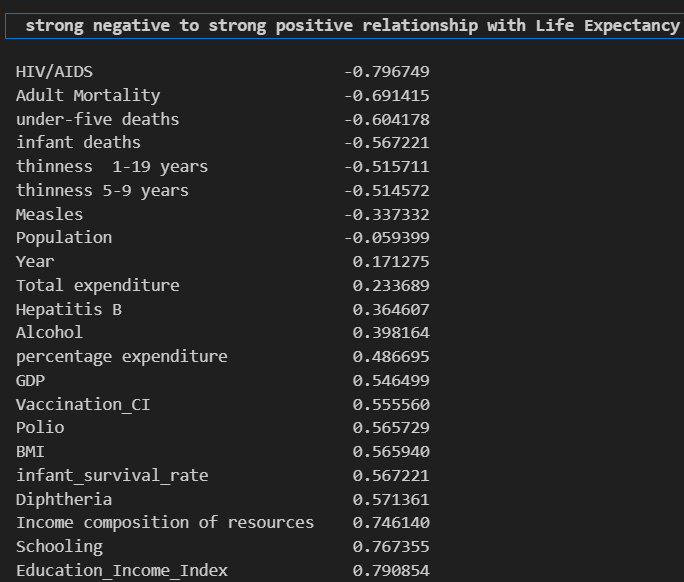 strong negative to strong positive relationship with Life Expectancy
HIV/AIDS -0.796749
Adult Mortality -0.691415
under-five deaths -0.604178
infant deaths -0.567221
thinness  1-19 years -0.515711
thinness 5-9 years -0.514572
Measles -0.337332
Population -0.059399
Year 0.171275
Total expenditure 0.233689
Hepatitis B 0.364607
Alcohol 0.398164
percentage expenditure 0.486695
GDP 0.546499
Vaccination_CI 0.555560
Polio 0.565729
BMI 0.565940
infant_survival_rate 0.567221
Diphtheria 0.571361
Income composition of resources 0.746140
Schooling 0.767355
Education_Income_Index 0.790854